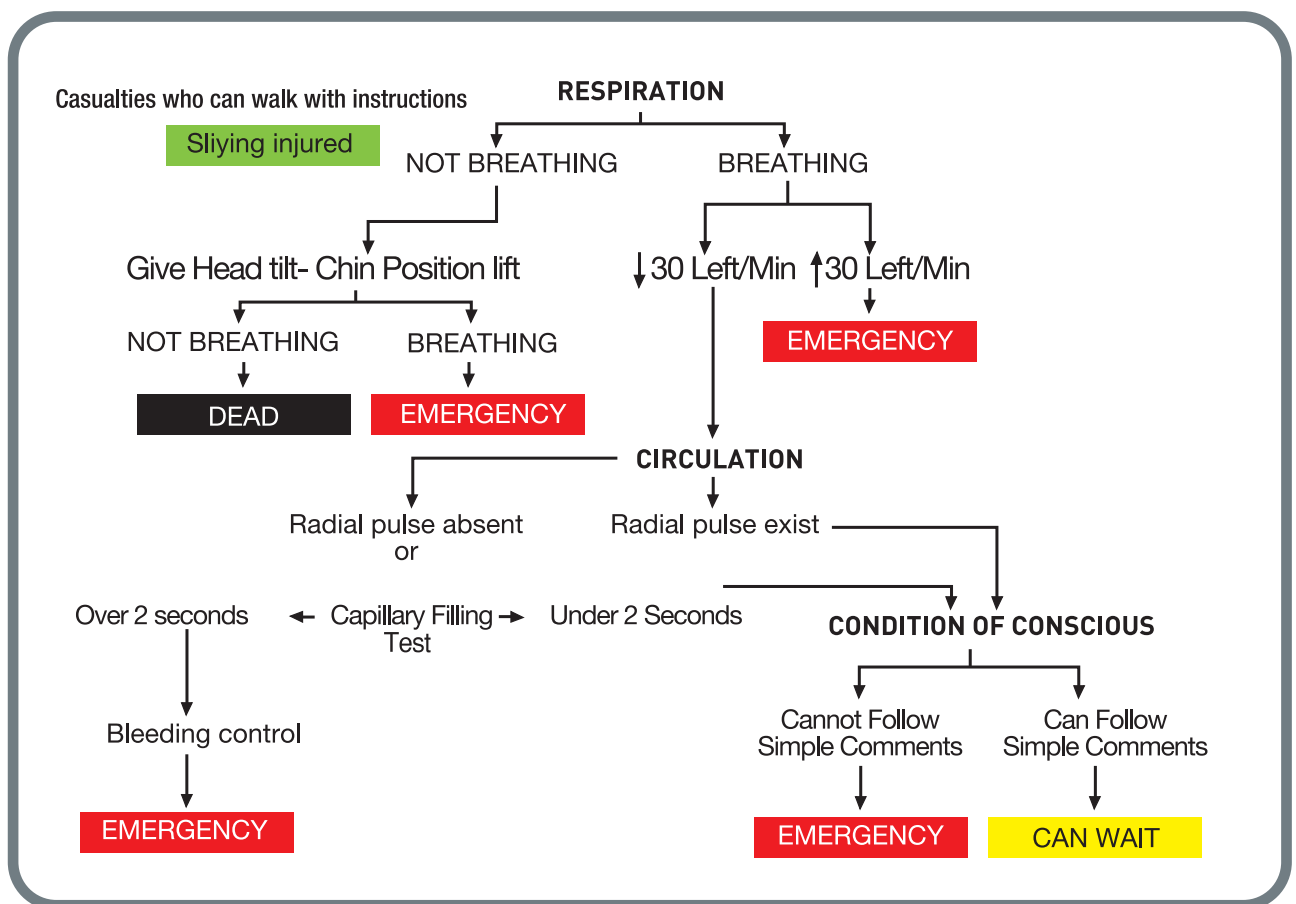 RESPIRATION
Casualties who can walk with instructions
Sliying injured
NOT BREATHING
BREATHING
Give Head tilt- Chin Position lift
↓ 30 Left/Min
↑ 30 Left/Min
EMERGENCY
NOT BREATHING
BREATHING
DEAD
EMERGENCY
CIRCULATION
Radial pulse absent
or
Radial pulse exist
Over 2 seconds
Capillary Filling
Test
Under 2 Seconds
CONDITION OF CONSCIOUS
Bleeding control
Cannot Follow
Simple Comments
Can Follow
Simple Comments
EMERGENCY
EMERGENCY
CAN WAIT